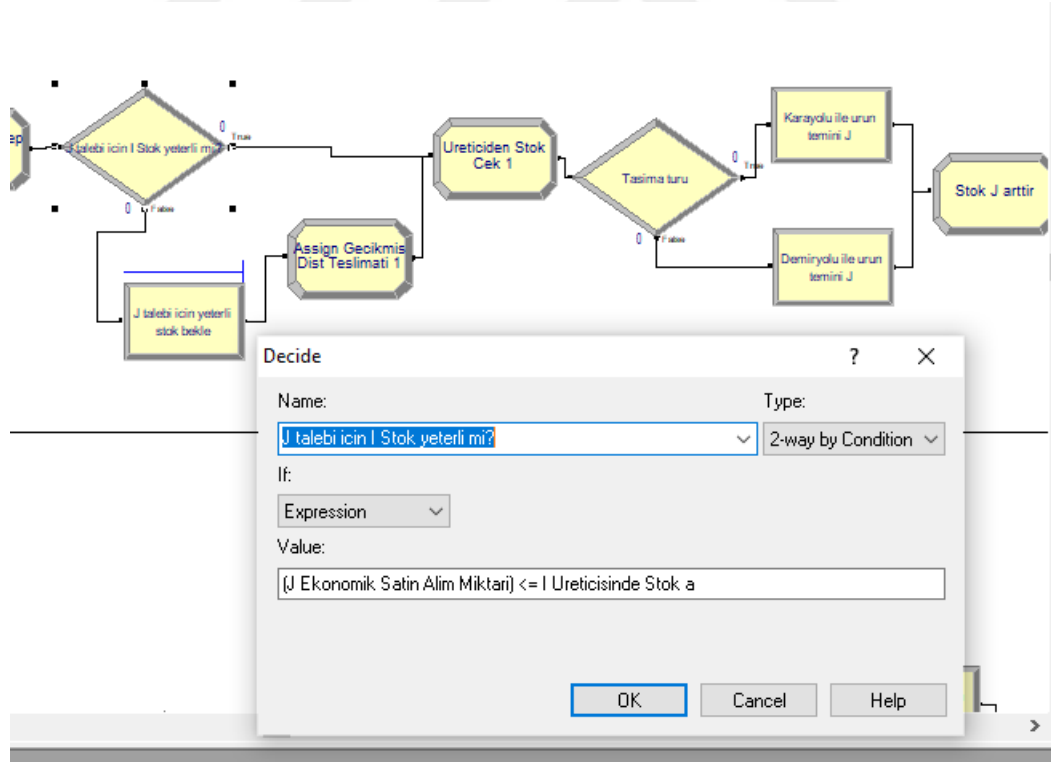 ep
J talebi icin I Stok yeterli mi?
0
True
0
False
J talebi icin yeterli
stok bekle
Assign Gecikmis
Dist Teslimati 1
Ureticiden Stok
Cek 1
Tasima turu
0
True
0
False
Karayolu ile urun
temini J
Demiryolu ile urun
temini J
Stok J arttir
Decide
?
Name:
Type:
J talebi icin I Stok yeterli mi?
2-way by Condition
If:
Expression
Value:
(J Ekonomik Satin Alim Miktari) <= I Ureticisinde Stok a
OK
Cancel
Help